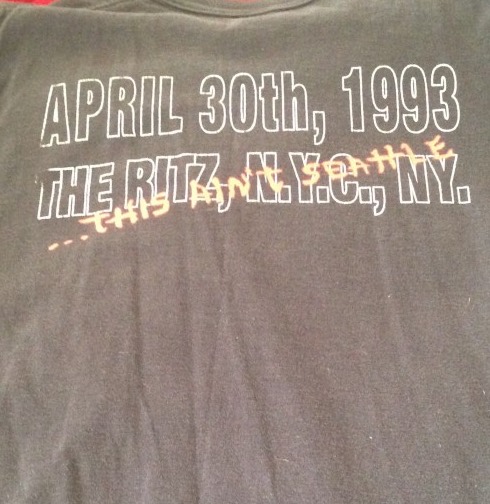 APRIL 30th, 1993
THE RITZ, N.Y.C., NY.
...THIS AIN'T SEATTLE